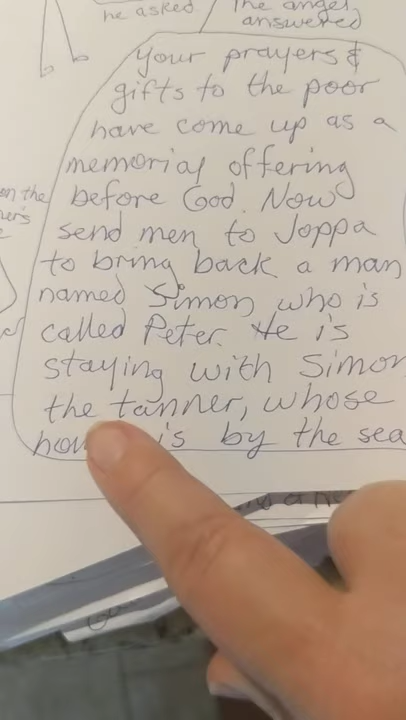 he asked
The angel
answered
Your prayers &
gifts to the poor
have come up as a
memorial offering
before God. Now
send men to Joppa
to bring back a man
named Simon who is
called Peter. He is
staying with Simon
the tanner, whose
is by the sea
the